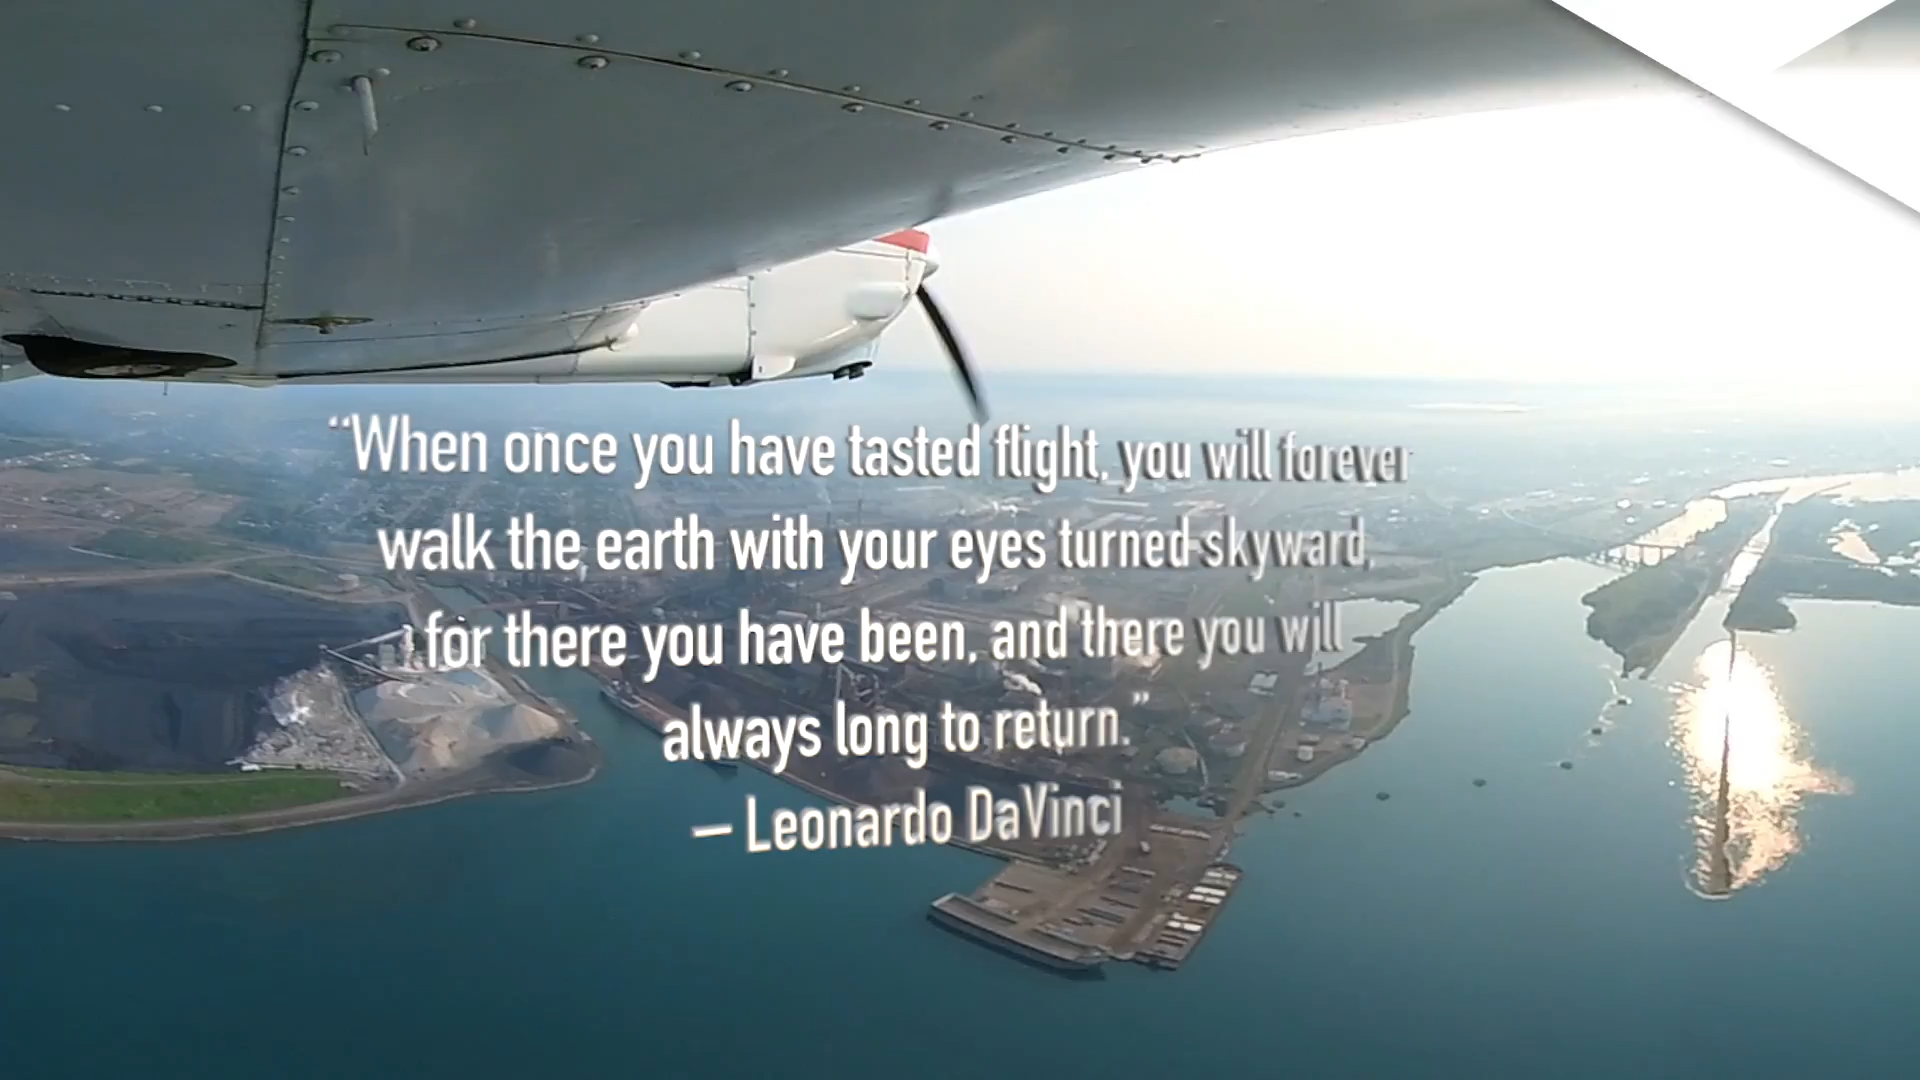 “When once you have tasted flight, you will forever
walk the earth with your eyes turned skyward,
for there you have been, and there you will
always long to return.”
– Leonardo DaVinci